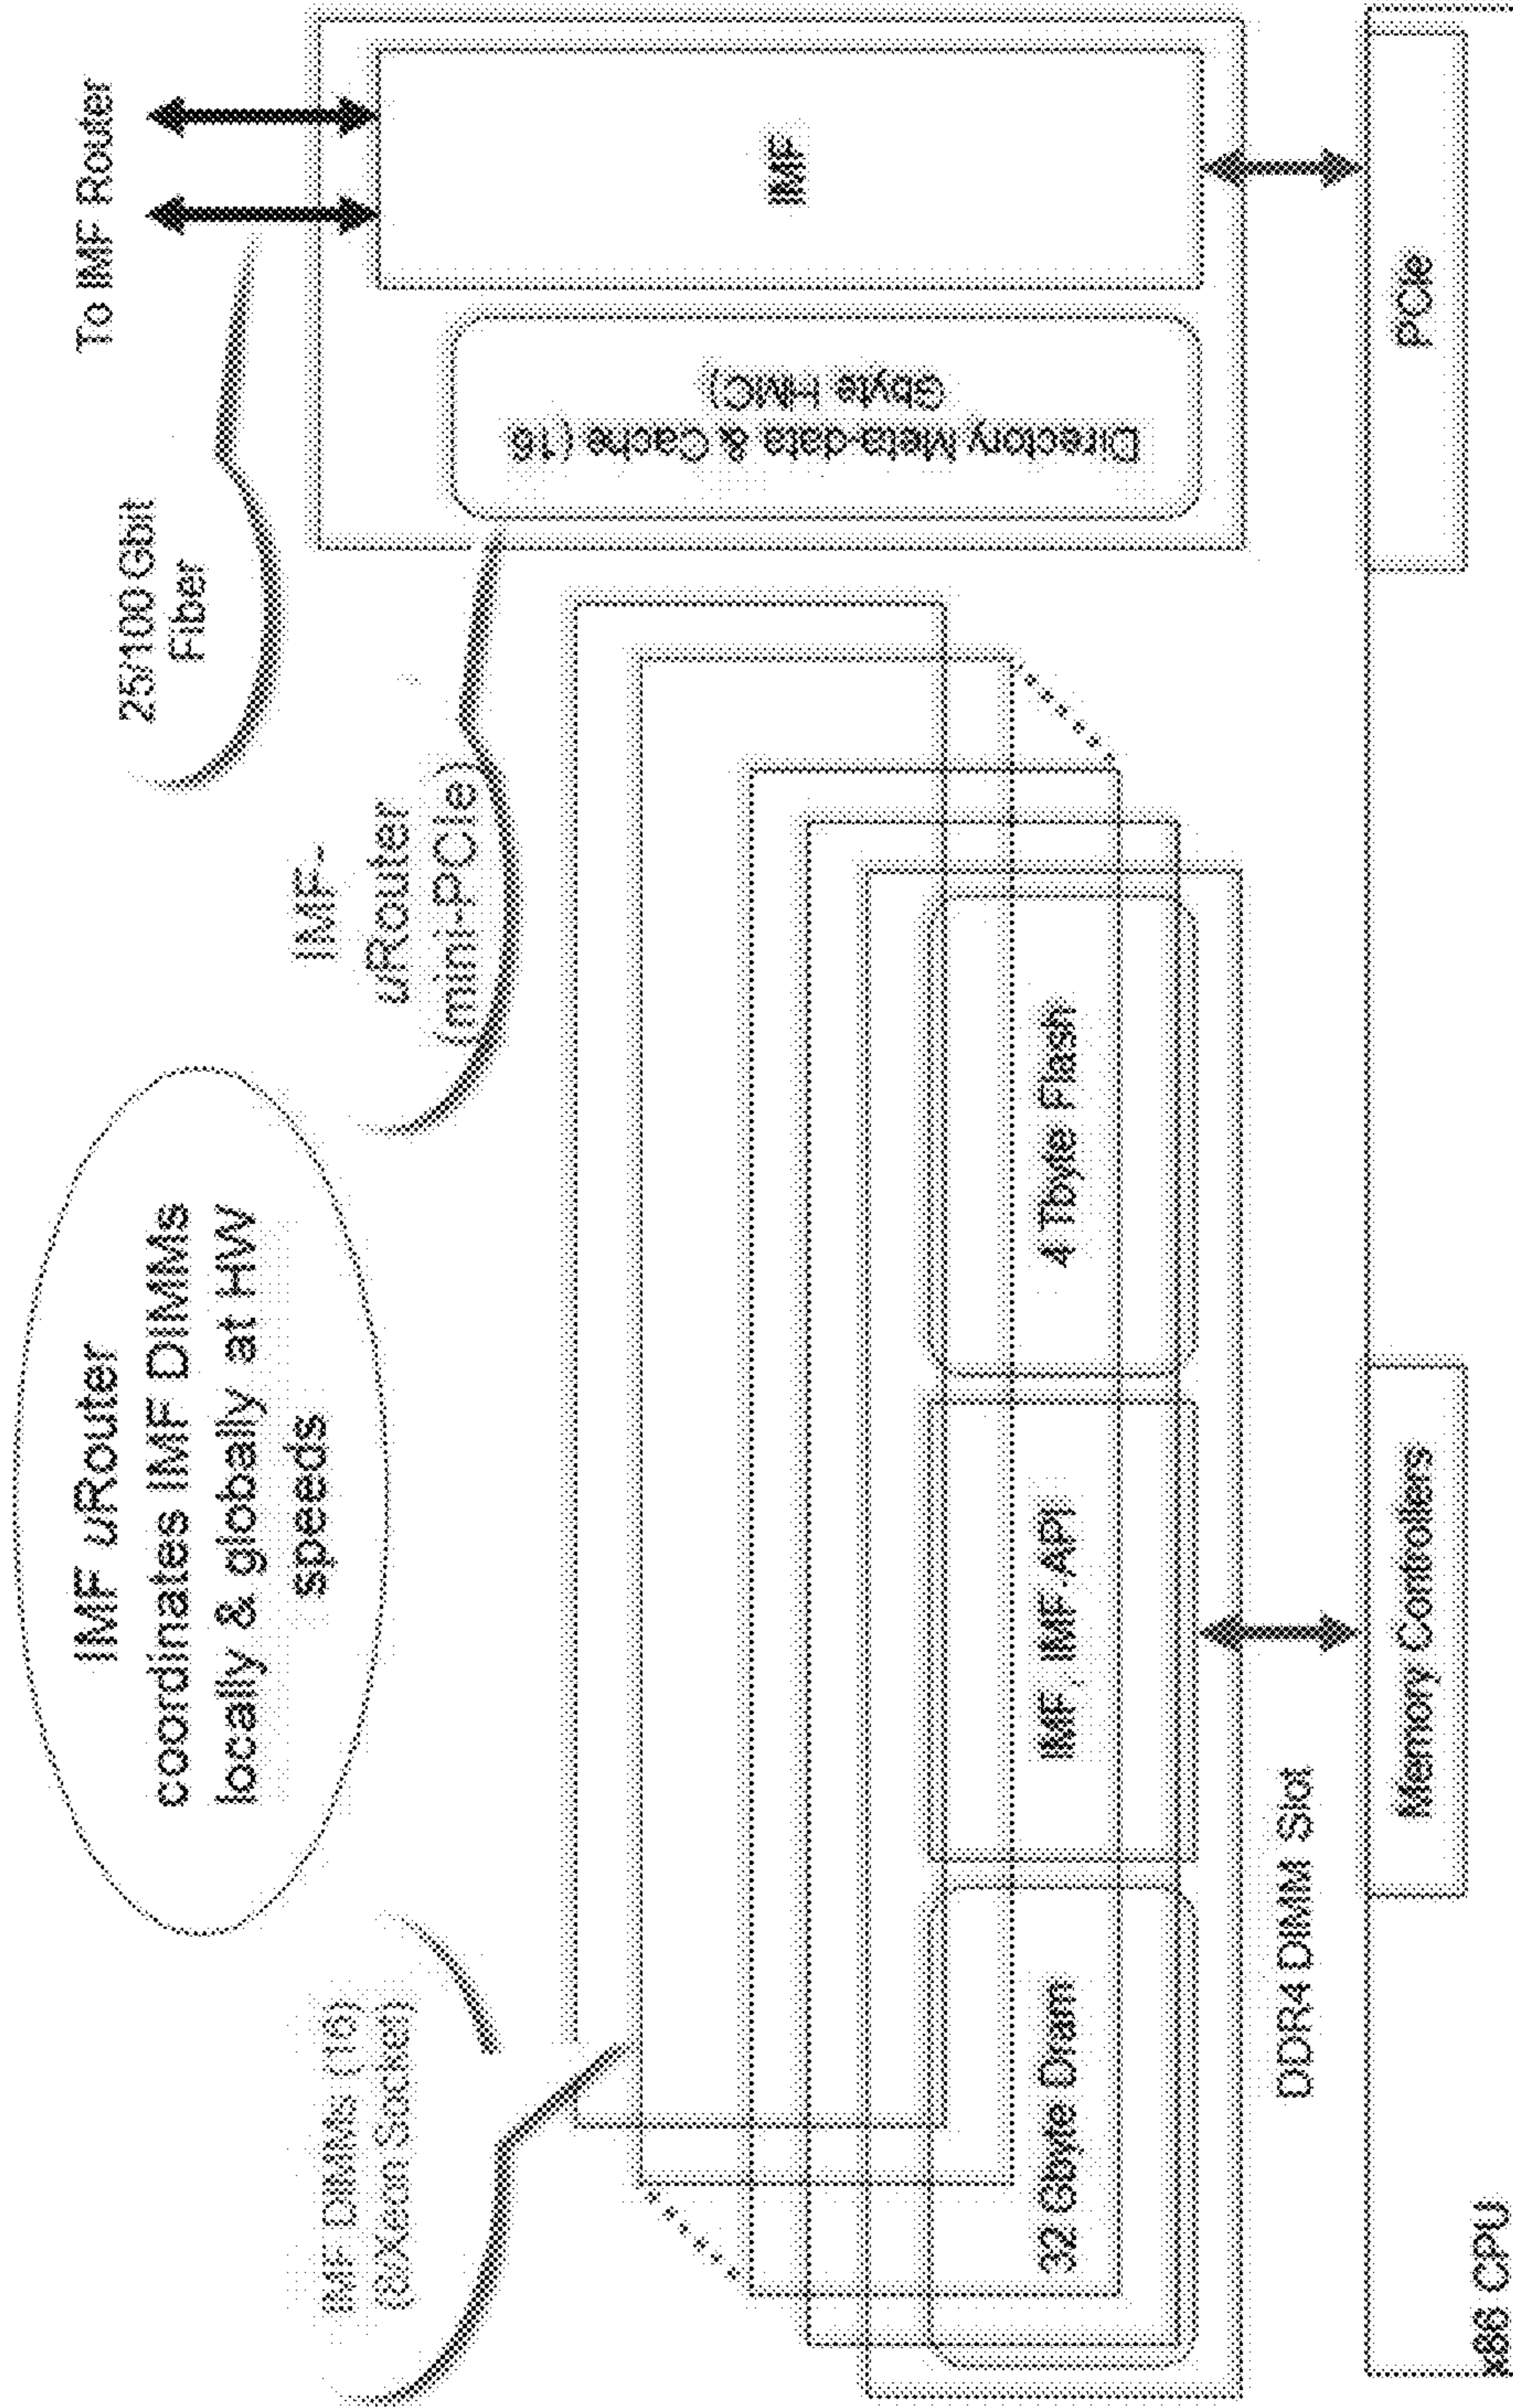 IMF uRouter
coordinates IMF DIMMs
locally & globally at HW
speeds
IMF DIMMs (16)
(8/Xeon Socket)
IMF-
uRouter
(mini-PCIe)
25/100 Gbit
Fiber
To IMF Router
32 Gbyte Dram
IMF, IMF-API
4 Tbyte Flash
Directory Meta-data & Cache (16
Gbyte HMC)
IMF
DDR4 DIMM Slot
Memory Controllers
PCIe
x86 CPU